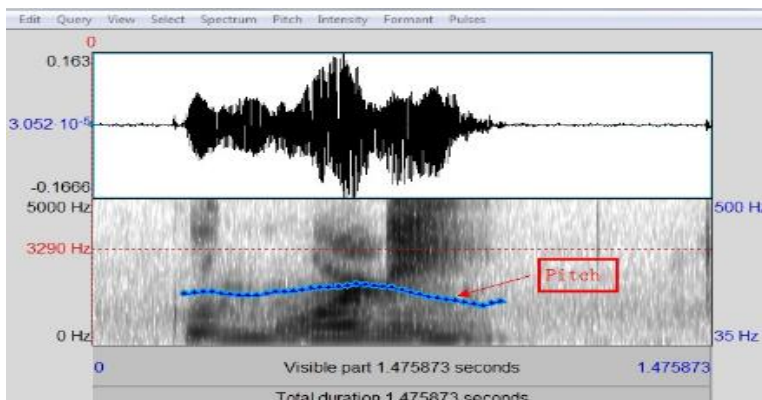 Edit Query View Select Spectrum Pitch Intensity Formant Pulses
0
0.163
3.052·10⁻⁵
-0.1666
5000 Hz
500 H
3290 Hz
Pitch
0 Hz
35 Hz
0 Visible part 1.475873 seconds 1.475873
Total duration 1.475873 seconds